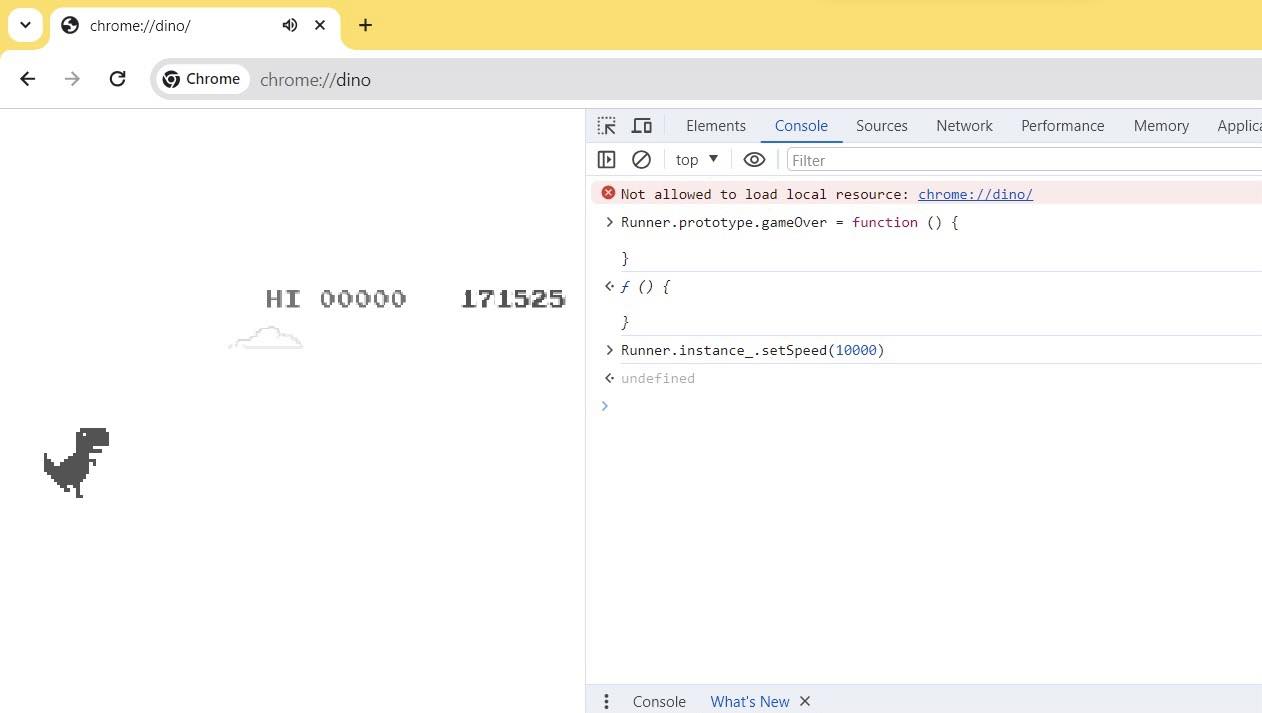 chrome://dino/
Chrome chrome://dino
Elements Console Sources Network Performance Memory Applica
top Filter
Not allowed to load local resource: chrome://dino/
Runner.prototype.gameOver = function () {
}
ƒ () {
}
Runner.instance_.setSpeed(10000)
undefined
HI 00000 171525
Console What's New